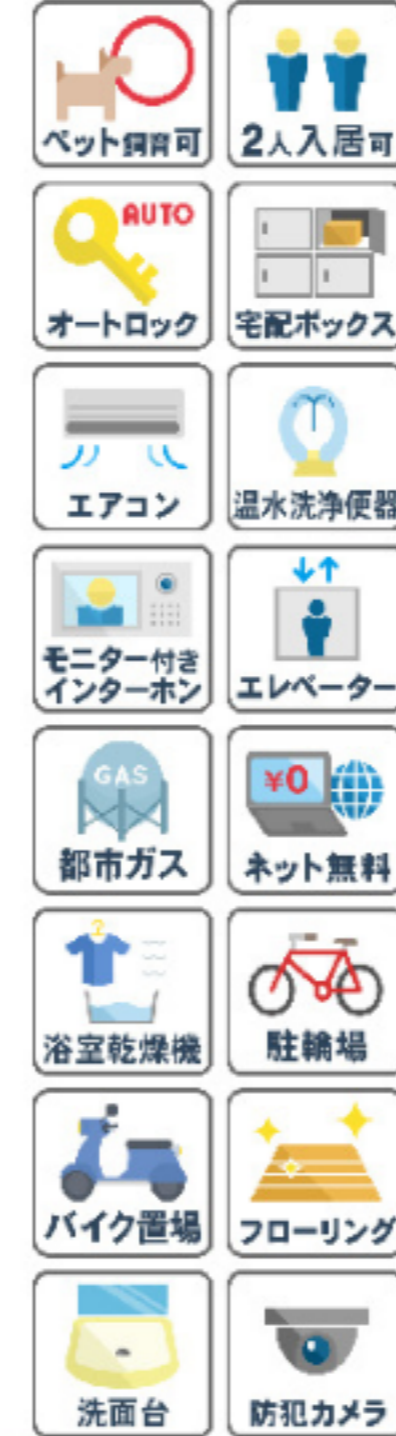 ペット飼育可
2人入居可
AUTO
オートロック
宅配ボックス
エアコン
温水洗浄便器
モニター付き
インターホン
エレベーター
GAS
都市ガス
¥0
ネット無料
浴室乾燥機
駐輪場
バイク置場
フローリング
洗面台
防犯カメラ